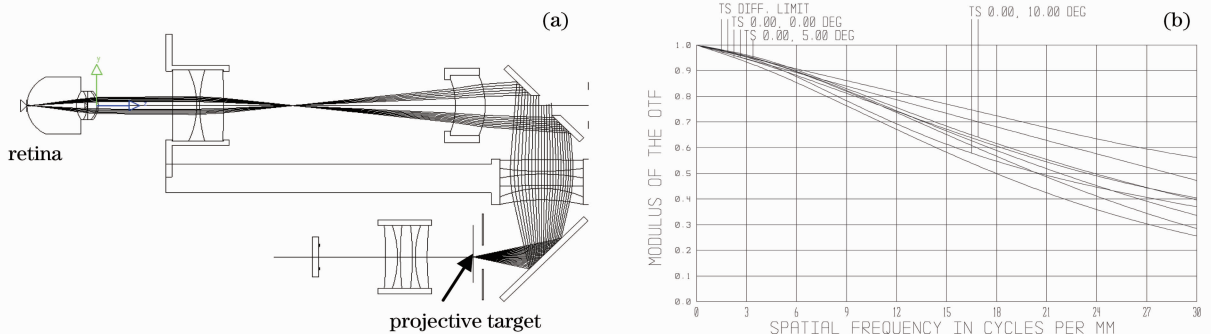 (a)
y
retina
projective target
(b)
TS DIFF. LIMIT
TS 0.00, 0.00 DEG
TS 0.00, 5.00 DEG
TS 0.00, 10.00 DEG
MODULUS OF THE OTF
1.0
0.9
0.8
0.7
0.6
0.5
0.4
0.3
0.2
0.1
0.0
0 3 6 9 12 15 18 21 24 27 30
SPATIAL FREQUENCY IN CYCLES PER MM